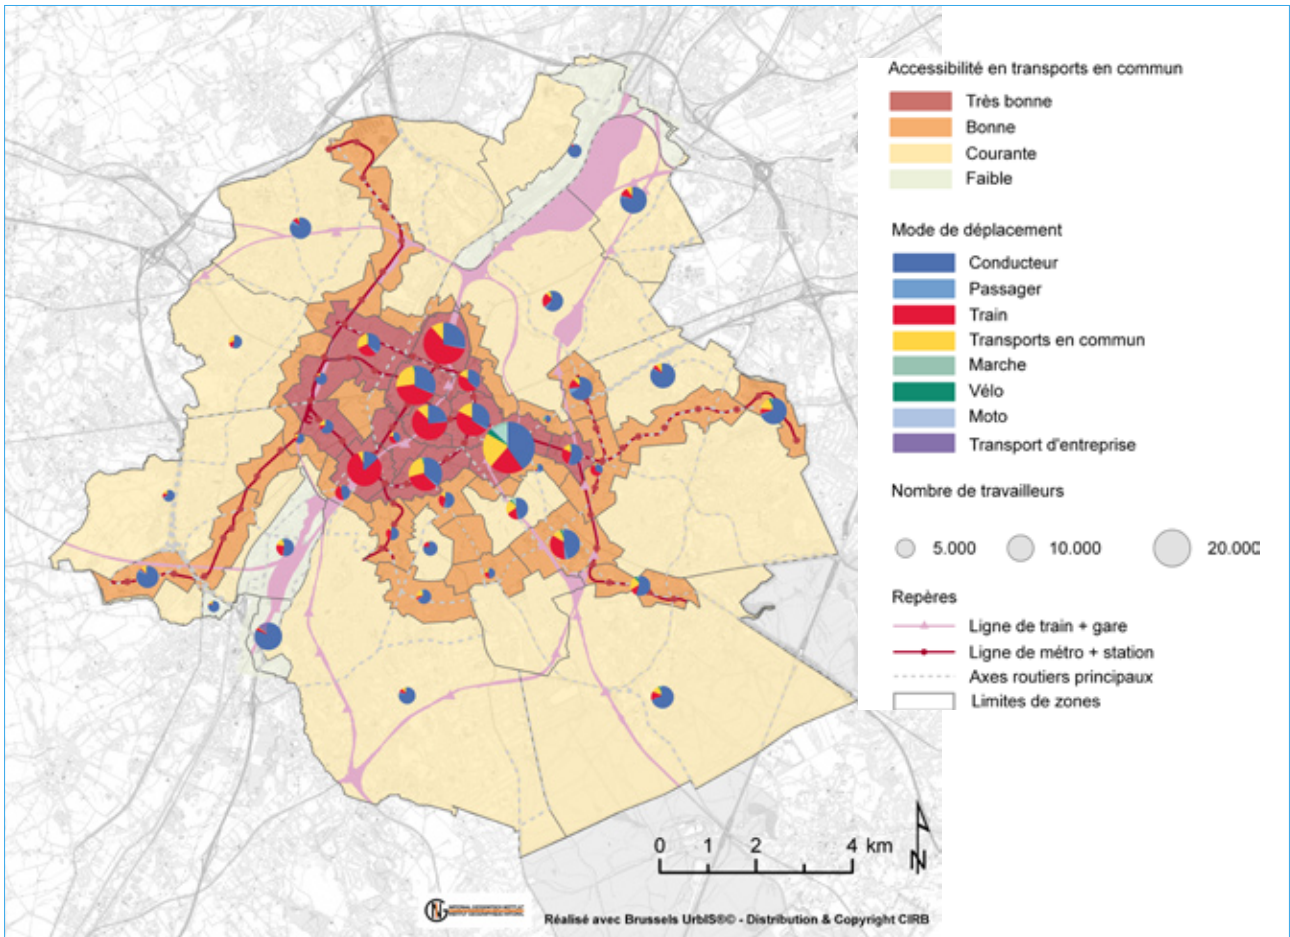 Accessibilité en transports en commun
Très bonne
Bonne
Courante
Faible
Mode de déplacement
Conducteur
Passager
Train
Transports en commun
Marche
Vélo
Moto
Transport d'entreprise
Nombre de travailleurs
5.000 10.000 20.000
Repères
Ligne de train + gare
Ligne de métro + station
Axes routiers principaux
Limites de zones
0 1 2 4 km
N
Réalisé avec Brussels UrbIS®© - Distribution & Copyright CIRB